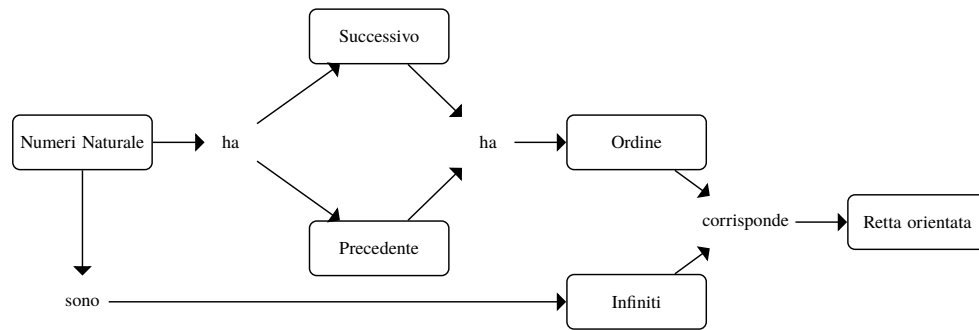 Successivo
Numeri Naturale
ha
ha
Ordine
corrisponde
Retta orientata
Precedente
sono
Infiniti